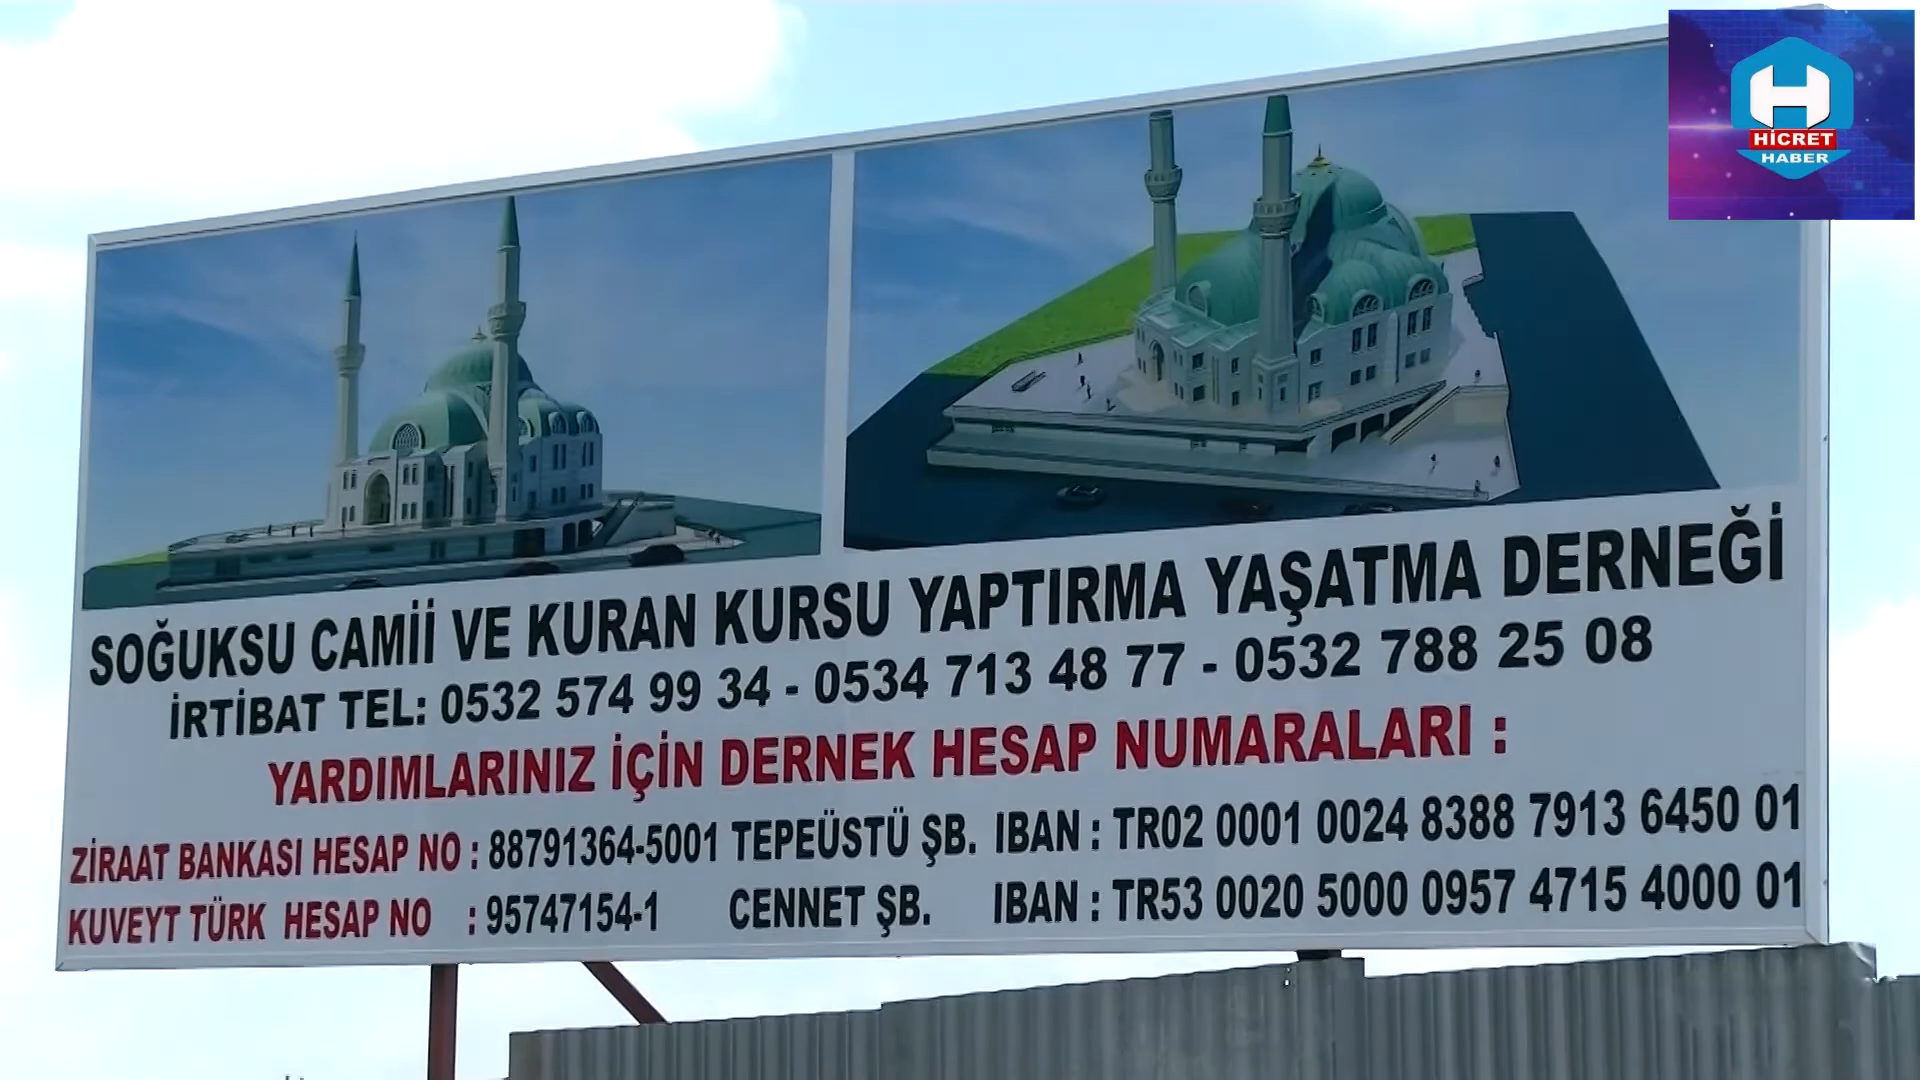 HİCRET
HABER
SOĞUKSU CAMİİ VE KURAN KURSU YAPTIRMA YAŞATMA DERNEĞİ
İRTİBAT TEL: 0532 574 99 34 - 0534 713 48 77 - 0532 788 25 08
YARDIMLARINIZ İÇİN DERNEK HESAP NUMARALARI :
ZİRAAT BANKASI HESAP NO : 88791364-5001 TEPEÜSTÜ ŞB. IBAN : TR02 0001 0024 8388 7913 6450 01
KUVEYT TÜRK HESAP NO : 95747154-1 CENNET ŞB. IBAN : TR53 0020 5000 0957 4715 4000 01